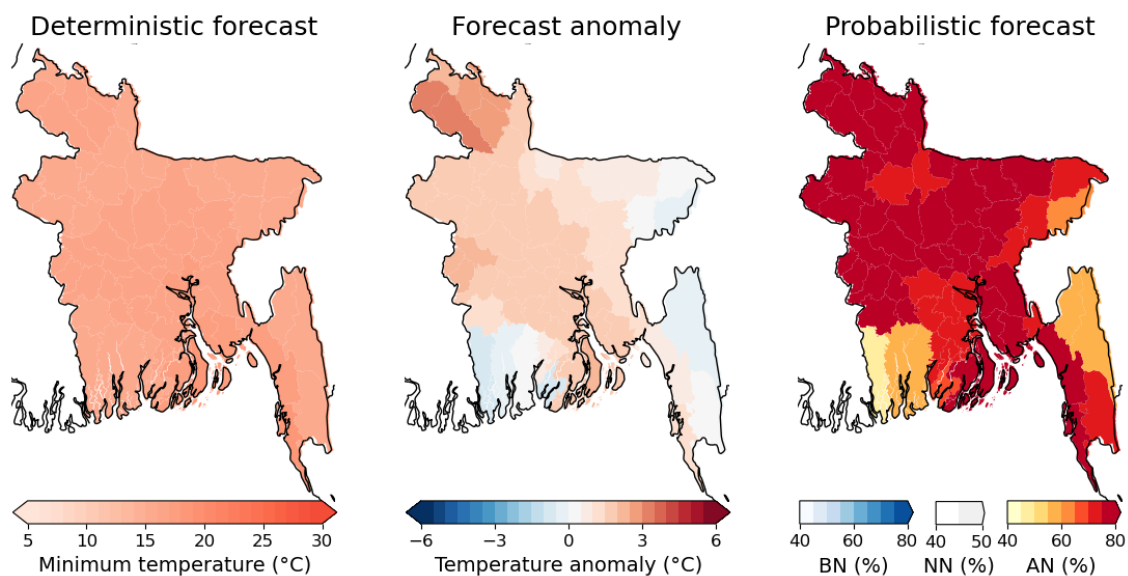 Deterministic forecast
Forecast anomaly
Probabilistic forecast
5 10 15 20 25 30
Minimum temperature (°C)
−6 −3 0 3 6
Temperature anomaly (°C)
40 60 80
BN (%)
40 50
NN (%)
40 60 80
AN (%)